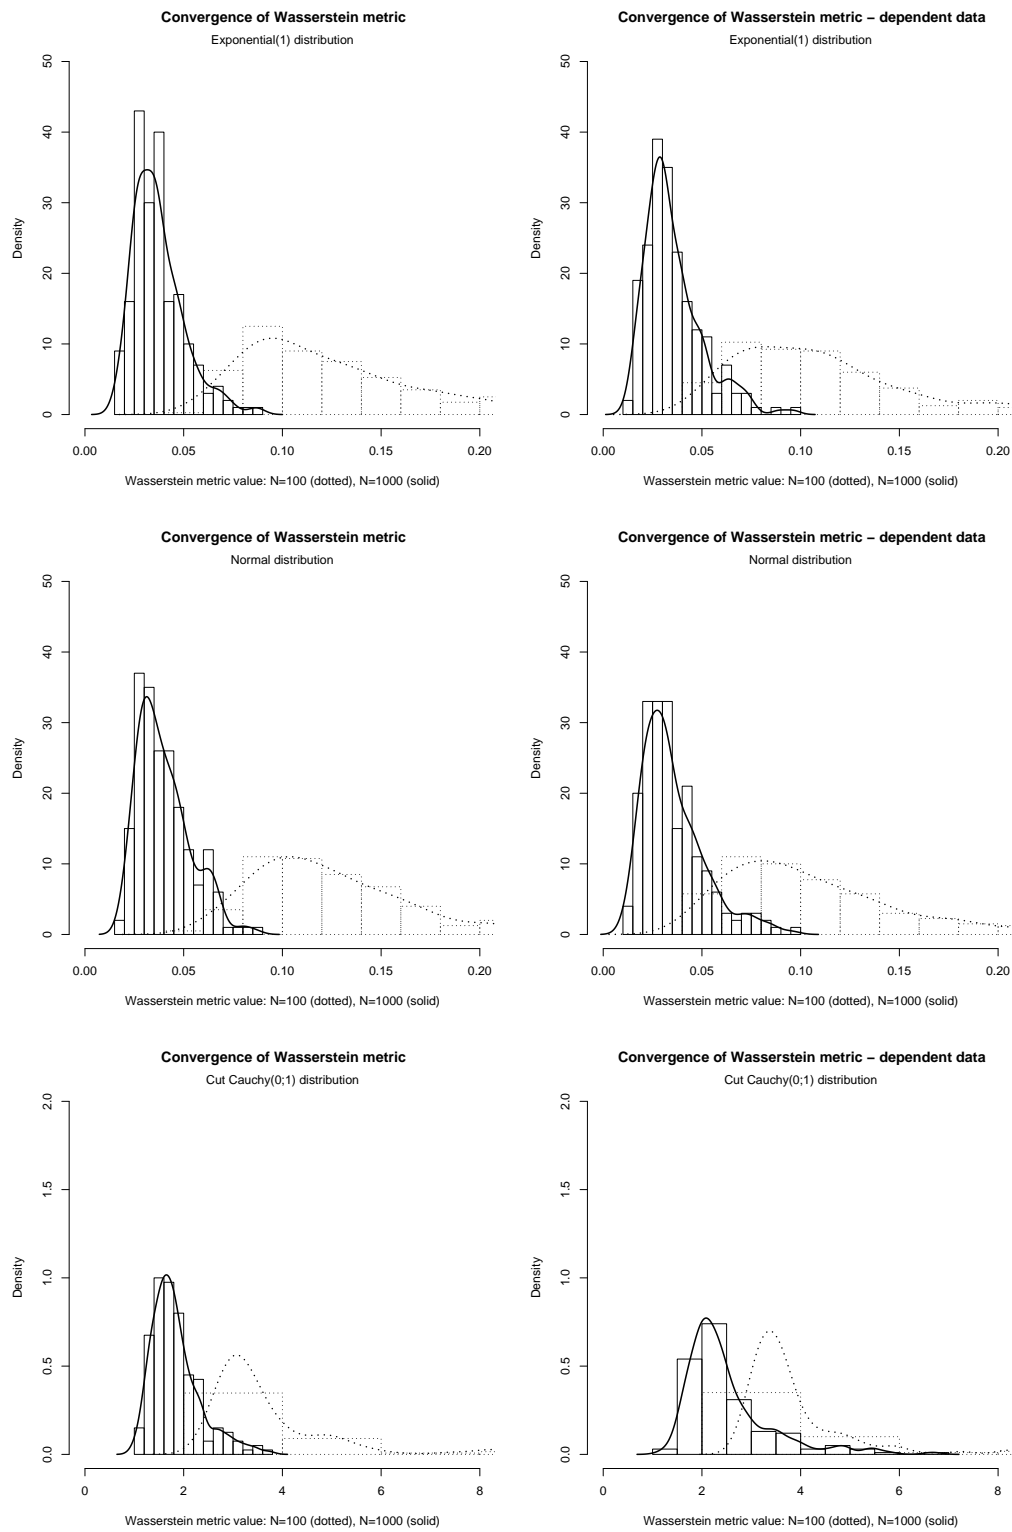 Convergence of Wasserstein metric
Exponential(1) distribution
Density
0 10 20 30 40 50
0.00 0.05 0.10 0.15 0.20
Wasserstein metric value: N=100 (dotted), N=1000 (solid)
Convergence of Wasserstein metric − dependent data
Exponential(1) distribution
Density
0 10 20 30 40 50
0.00 0.05 0.10 0.15 0.20
Wasserstein metric value: N=100 (dotted), N=1000 (solid)
Convergence of Wasserstein metric
Normal distribution
Density
0 10 20 30 40 50
0.00 0.05 0.10 0.15 0.20
Wasserstein metric value: N=100 (dotted), N=1000 (solid)
Convergence of Wasserstein metric − dependent data
Normal distribution
Density
0 10 20 30 40 50
0.00 0.05 0.10 0.15 0.20
Wasserstein metric value: N=100 (dotted), N=1000 (solid)
Convergence of Wasserstein metric
Cut Cauchy(0;1) distribution
Density
0.0 0.5 1.0 1.5 2.0
0 2 4 6 8
Wasserstein metric value: N=100 (dotted), N=1000 (solid)
Convergence of Wasserstein metric − dependent data
Cut Cauchy(0;1) distribution
Density
0.0 0.5 1.0 1.5 2.0
0 2 4 6 8
Wasserstein metric value: N=100 (dotted), N=1000 (solid)